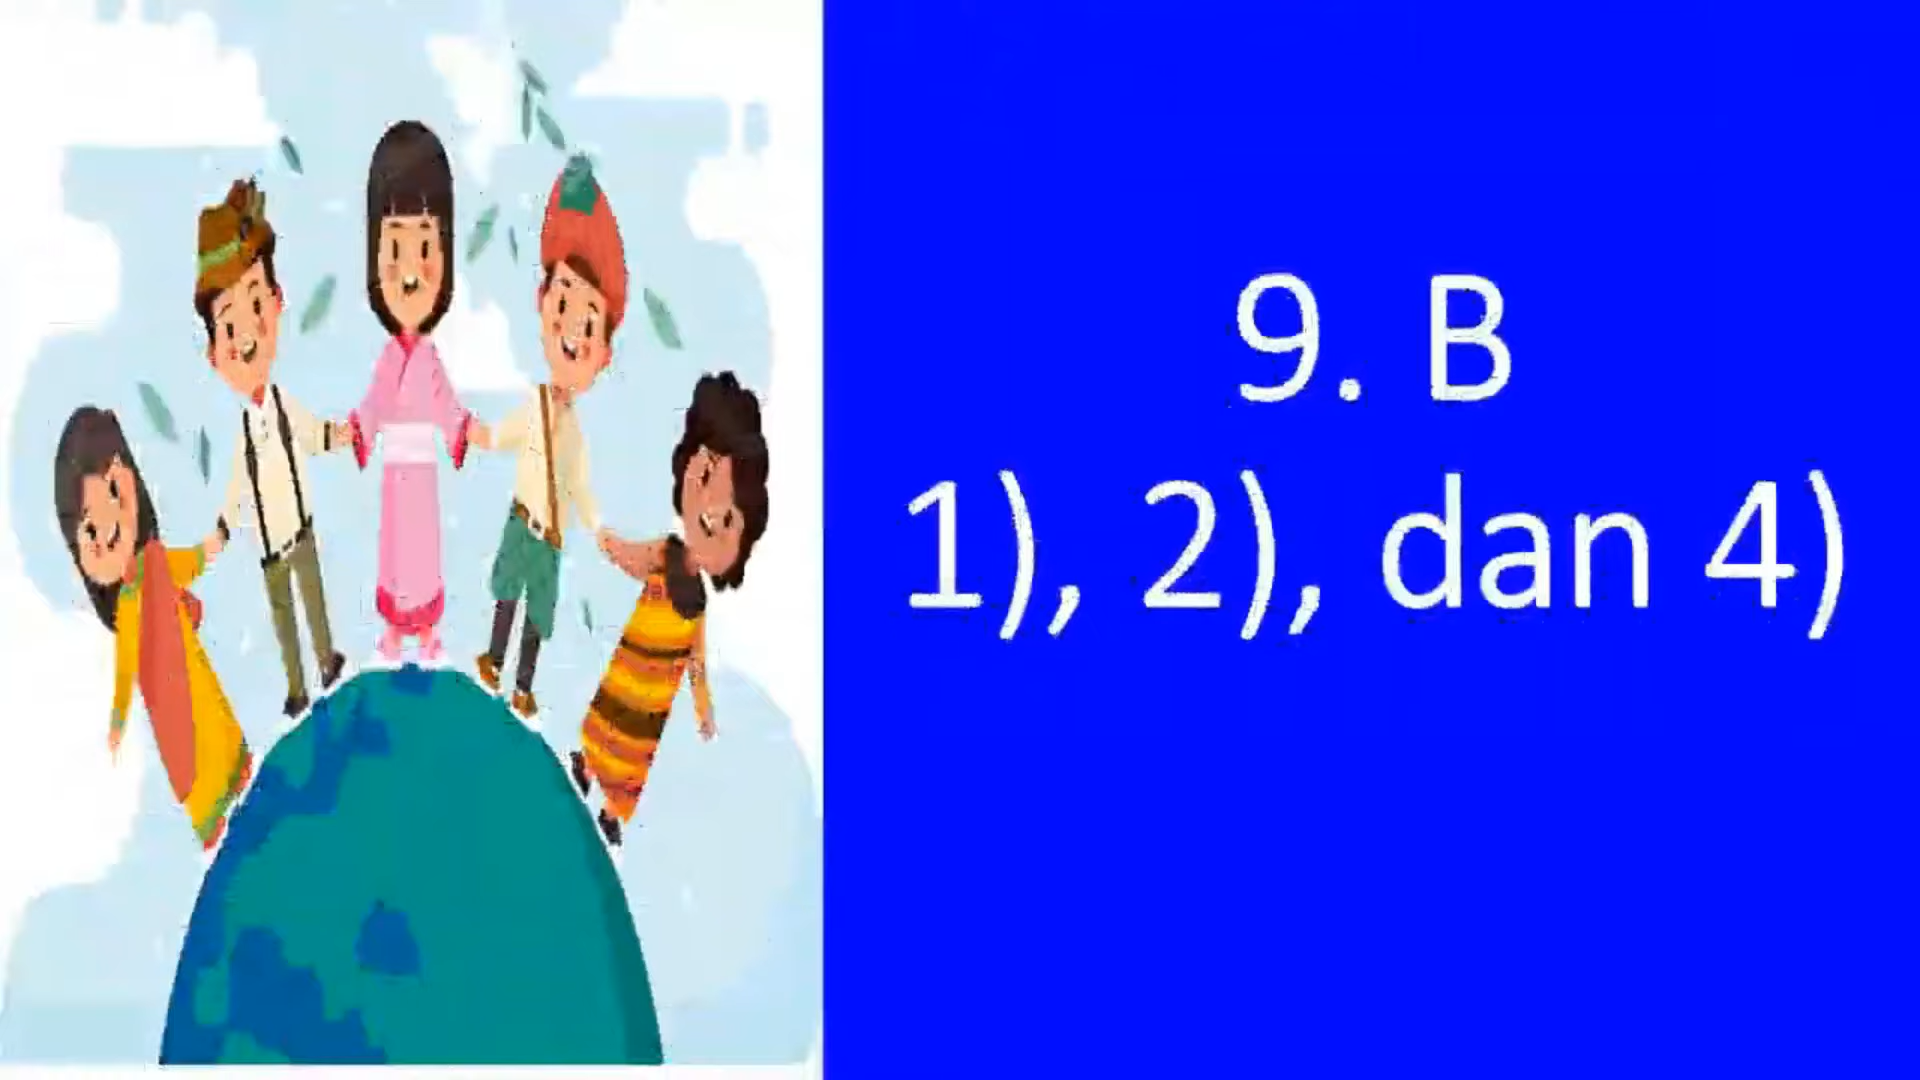 9. B
1), 2), dan 4)